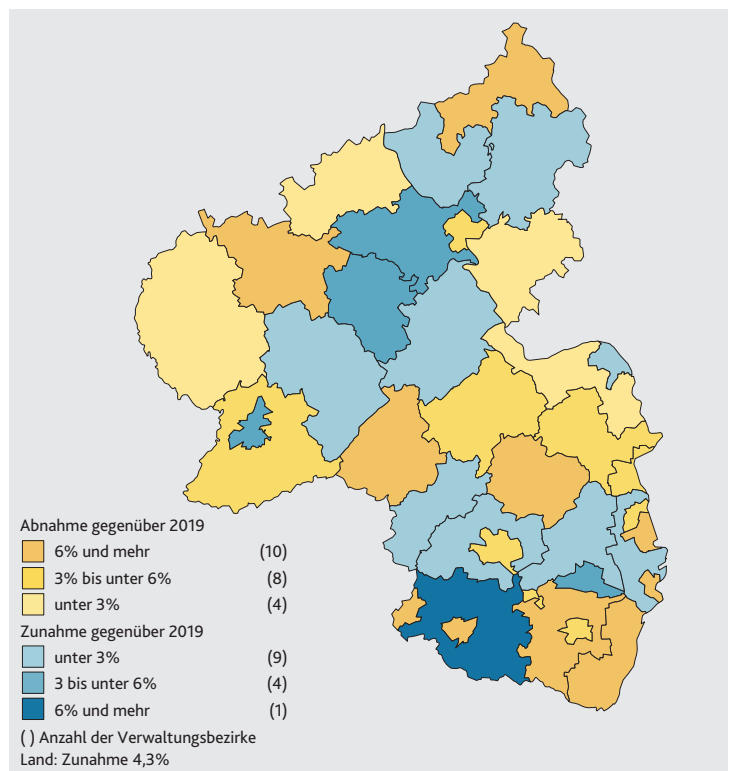 Abnahme gegenüber 2019
6% und mehr (10)
3% bis unter 6% (8)
unter 3% (4)
Zunahme gegenüber 2019
unter 3% (9)
3 bis unter 6% (4)
6% und mehr (1)
( ) Anzahl der Verwaltungsbezirke
Land: Zunahme 4,3%